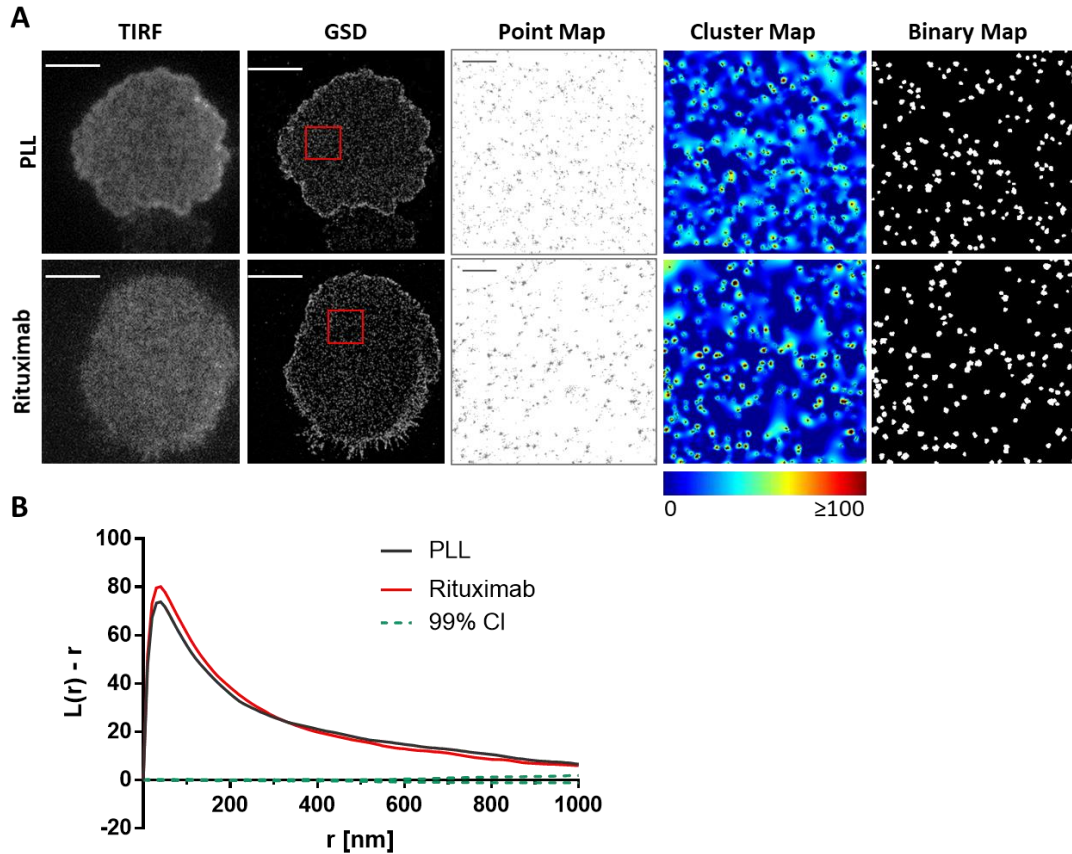 A
TIRF
GSD
Point Map
Cluster Map
Binary Map
PLL
Rituximab
0
≥100
B
100
80
60
40
20
0
-20
L(r) - r
PLL
Rituximab
99% CI
200
400
600
800
1000
r [nm]